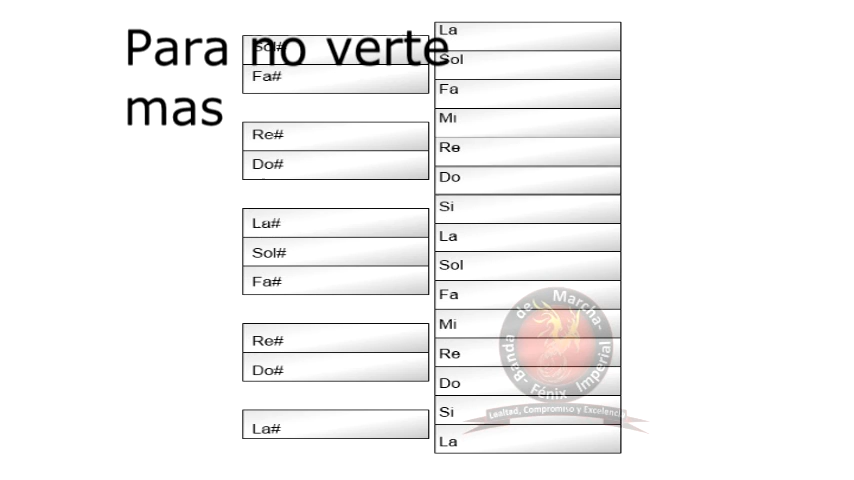 Para no verte
mas
Sol#
Fa#
Re#
Do#
La#
Sol#
Fa#
Re#
Do#
La#
La
Sol
Fa
Mi
Re
Do
Si
La
Sol
Fa
Mi
Re
Do
Si
La
Banda de Marcha-
-Fénix Imperial
Lealtad, Compromiso y Excelencia